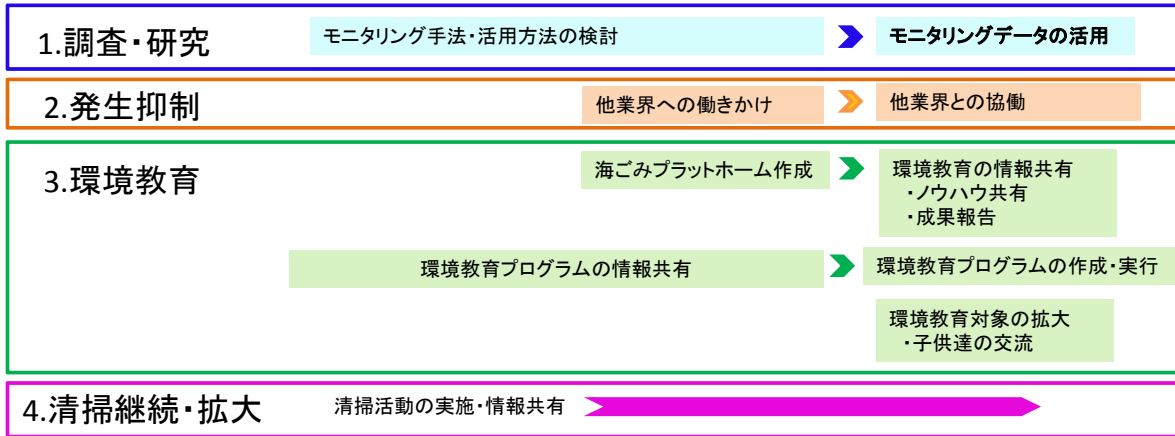 1.調査・研究
モニタリング手法・活用方法の検討
モニタリングデータの活用
2.発生抑制
他業界への働きかけ
他業界との協働
3.環境教育
海ごみプラットホーム作成
環境教育の情報共有
・ノウハウ共有
・成果報告
環境教育プログラムの情報共有
環境教育プログラムの作成・実行
環境教育対象の拡大
・子供達の交流
4.清掃継続・拡大
清掃活動の実施・情報共有